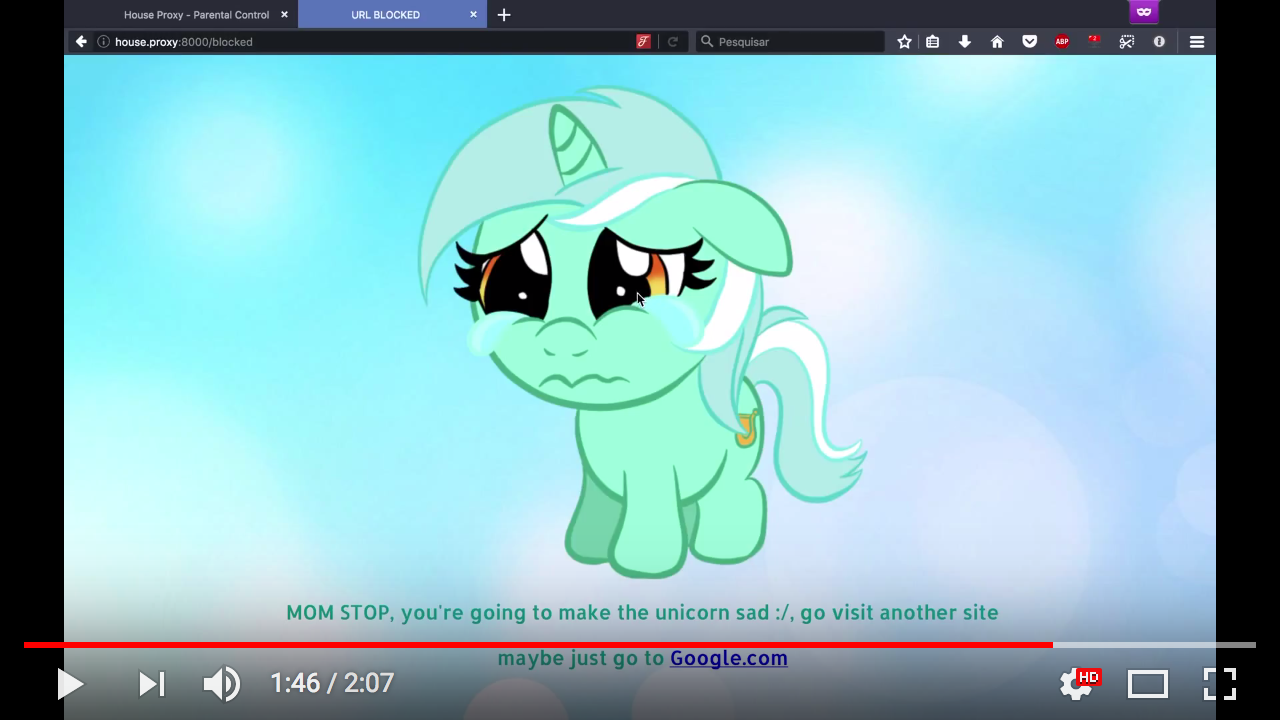 House Proxy - Parental Control
URL BLOCKED
house.proxy:8000/blocked
Pesquisar
ABP
2
MOM STOP, you're going to make the unicorn sad :/, go visit another site
maybe just go to Google.com
1:46 / 2:07
HD